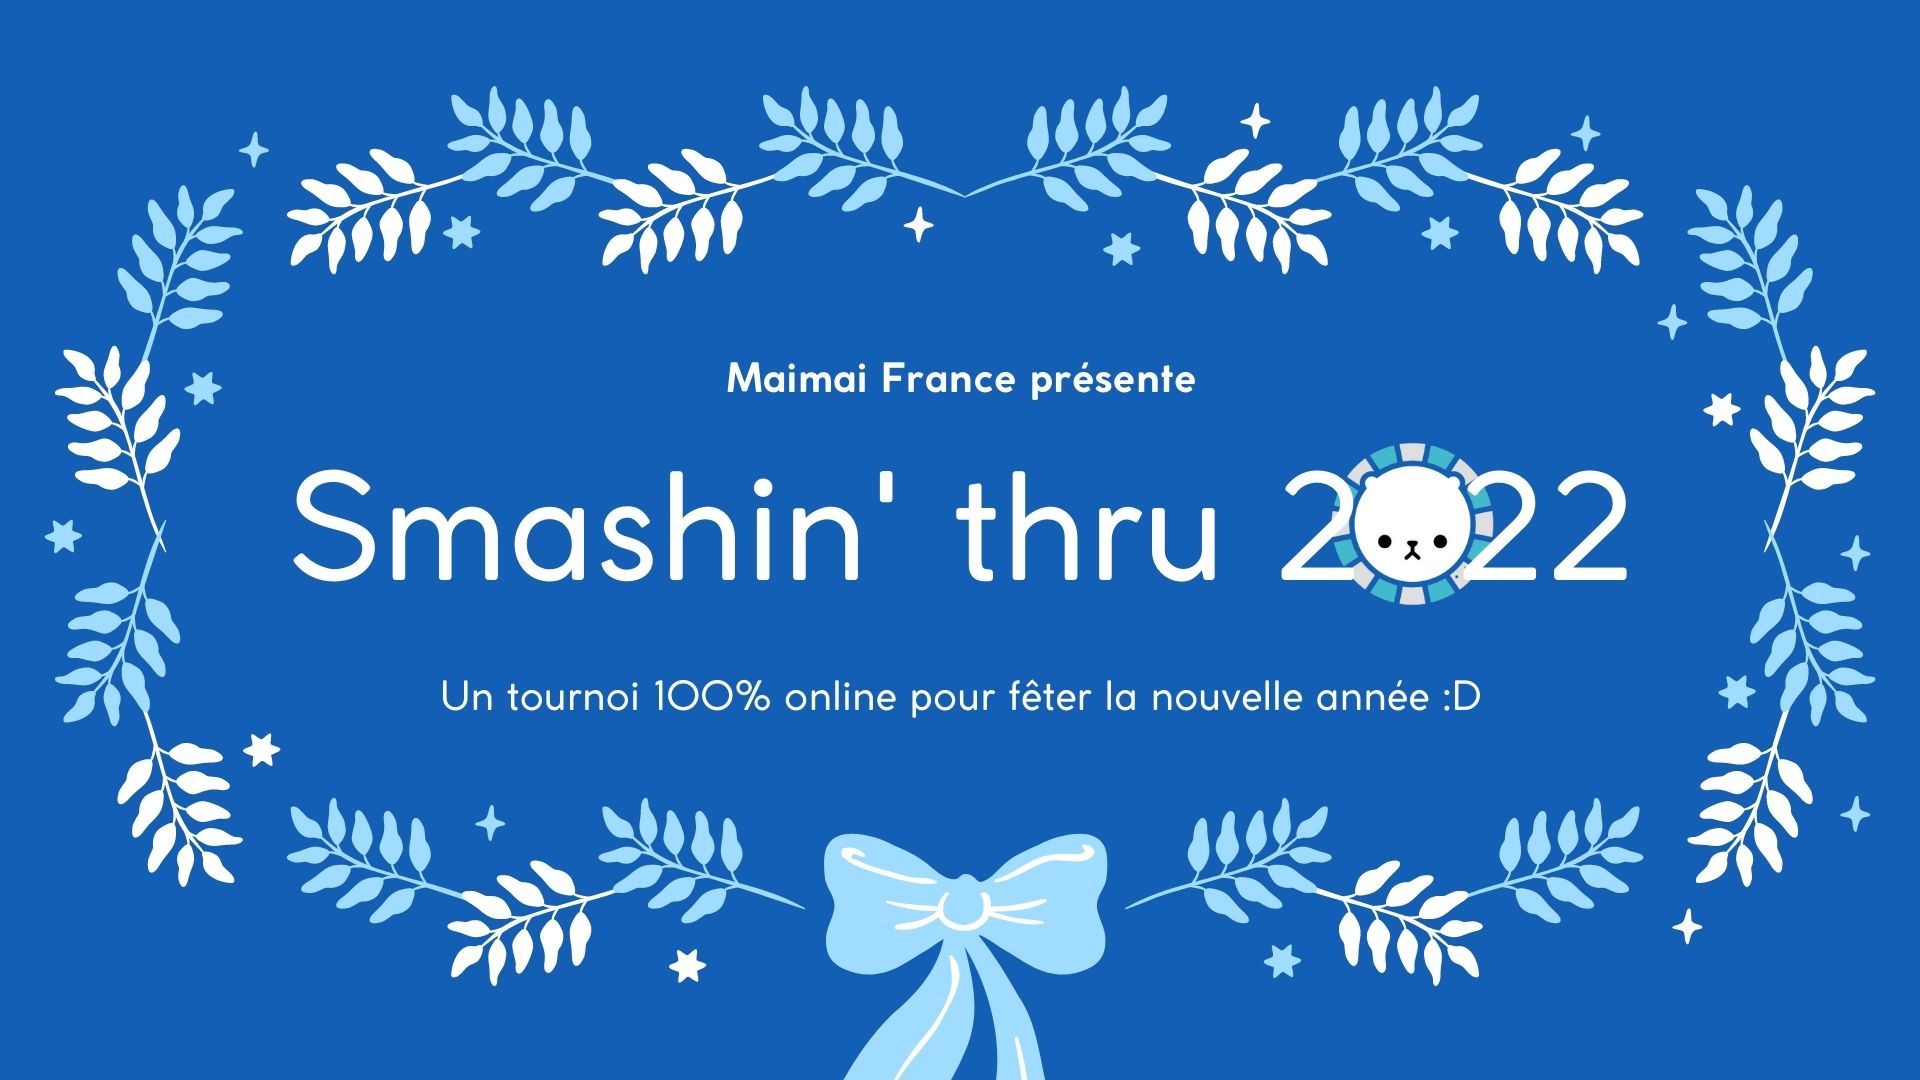 Maimai France présente
Smashin' thru 2022
Un tournoi 100% online pour fêter la nouvelle année :D